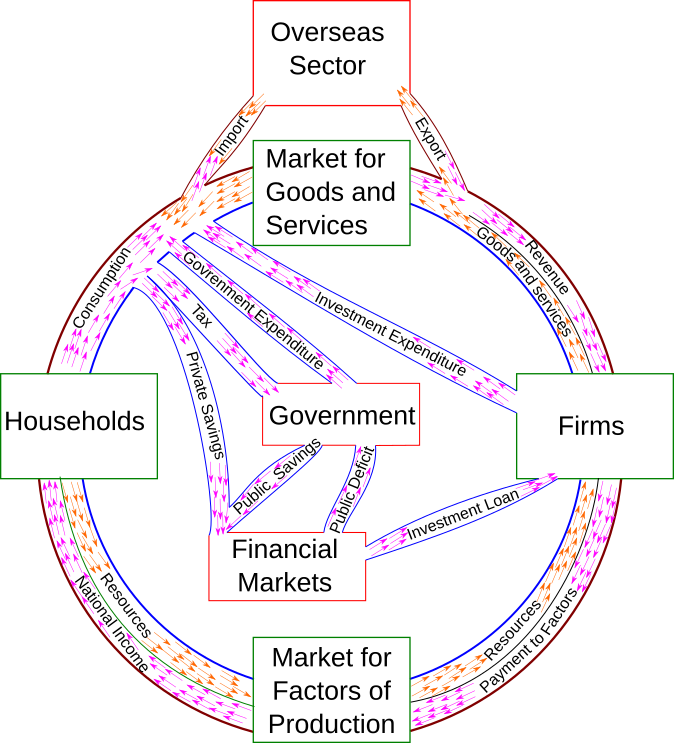 Overseas
Sector
Import
Export
Market for
Goods and
Services
Consumption
Revenue
Goods and services
Govrenment Expenditure
Tax
Investment Expenditure
Private Savings
Households
Government
Firms
Public Savings
Public Deficit
Investment Loan
Financial
Markets
Resources
National Income
Resources
Payment to Factors
Market for
Factors of
Production